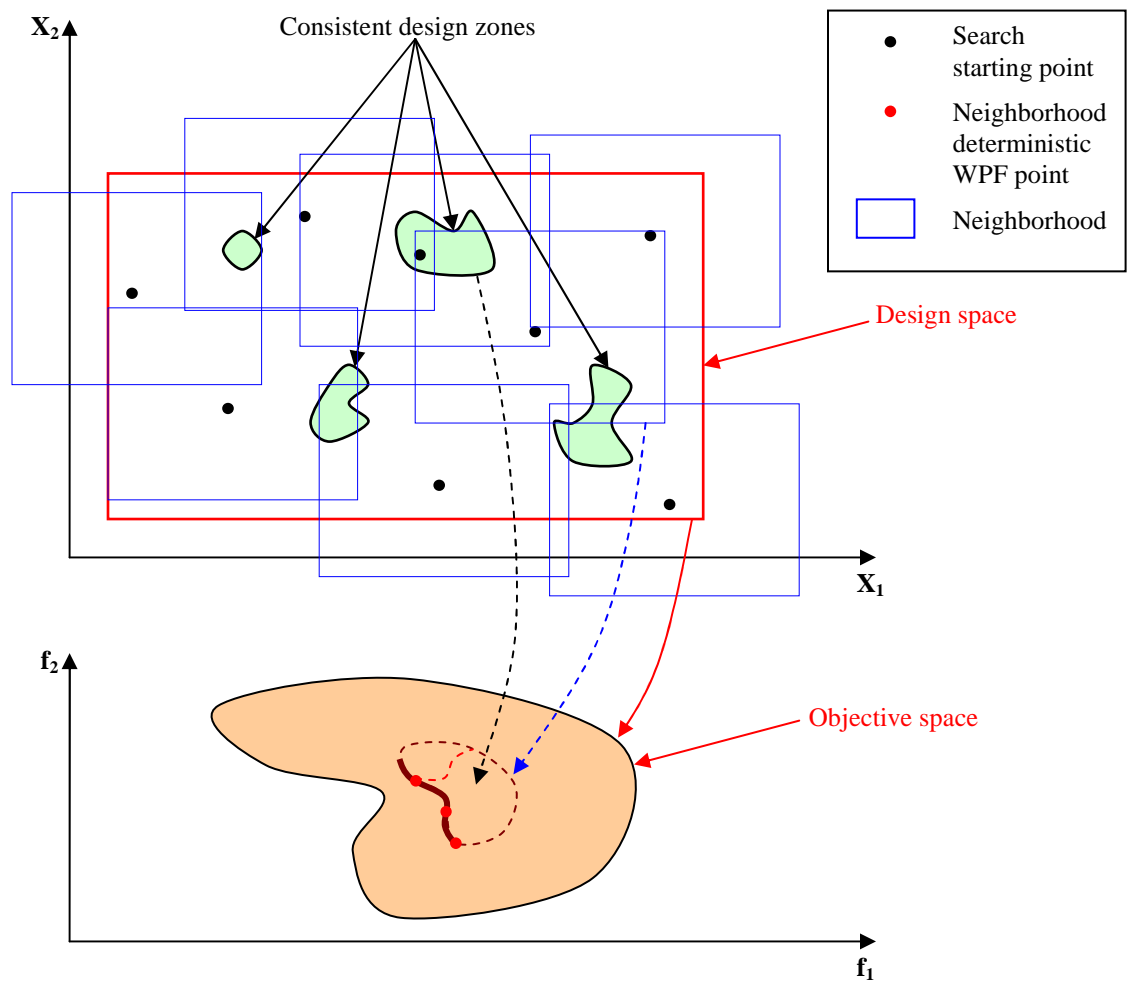 X2
Consistent design zones
Search
starting point
Neighborhood
deterministic
WPF point
Neighborhood
Design space
X1
f2
Objective space
f1